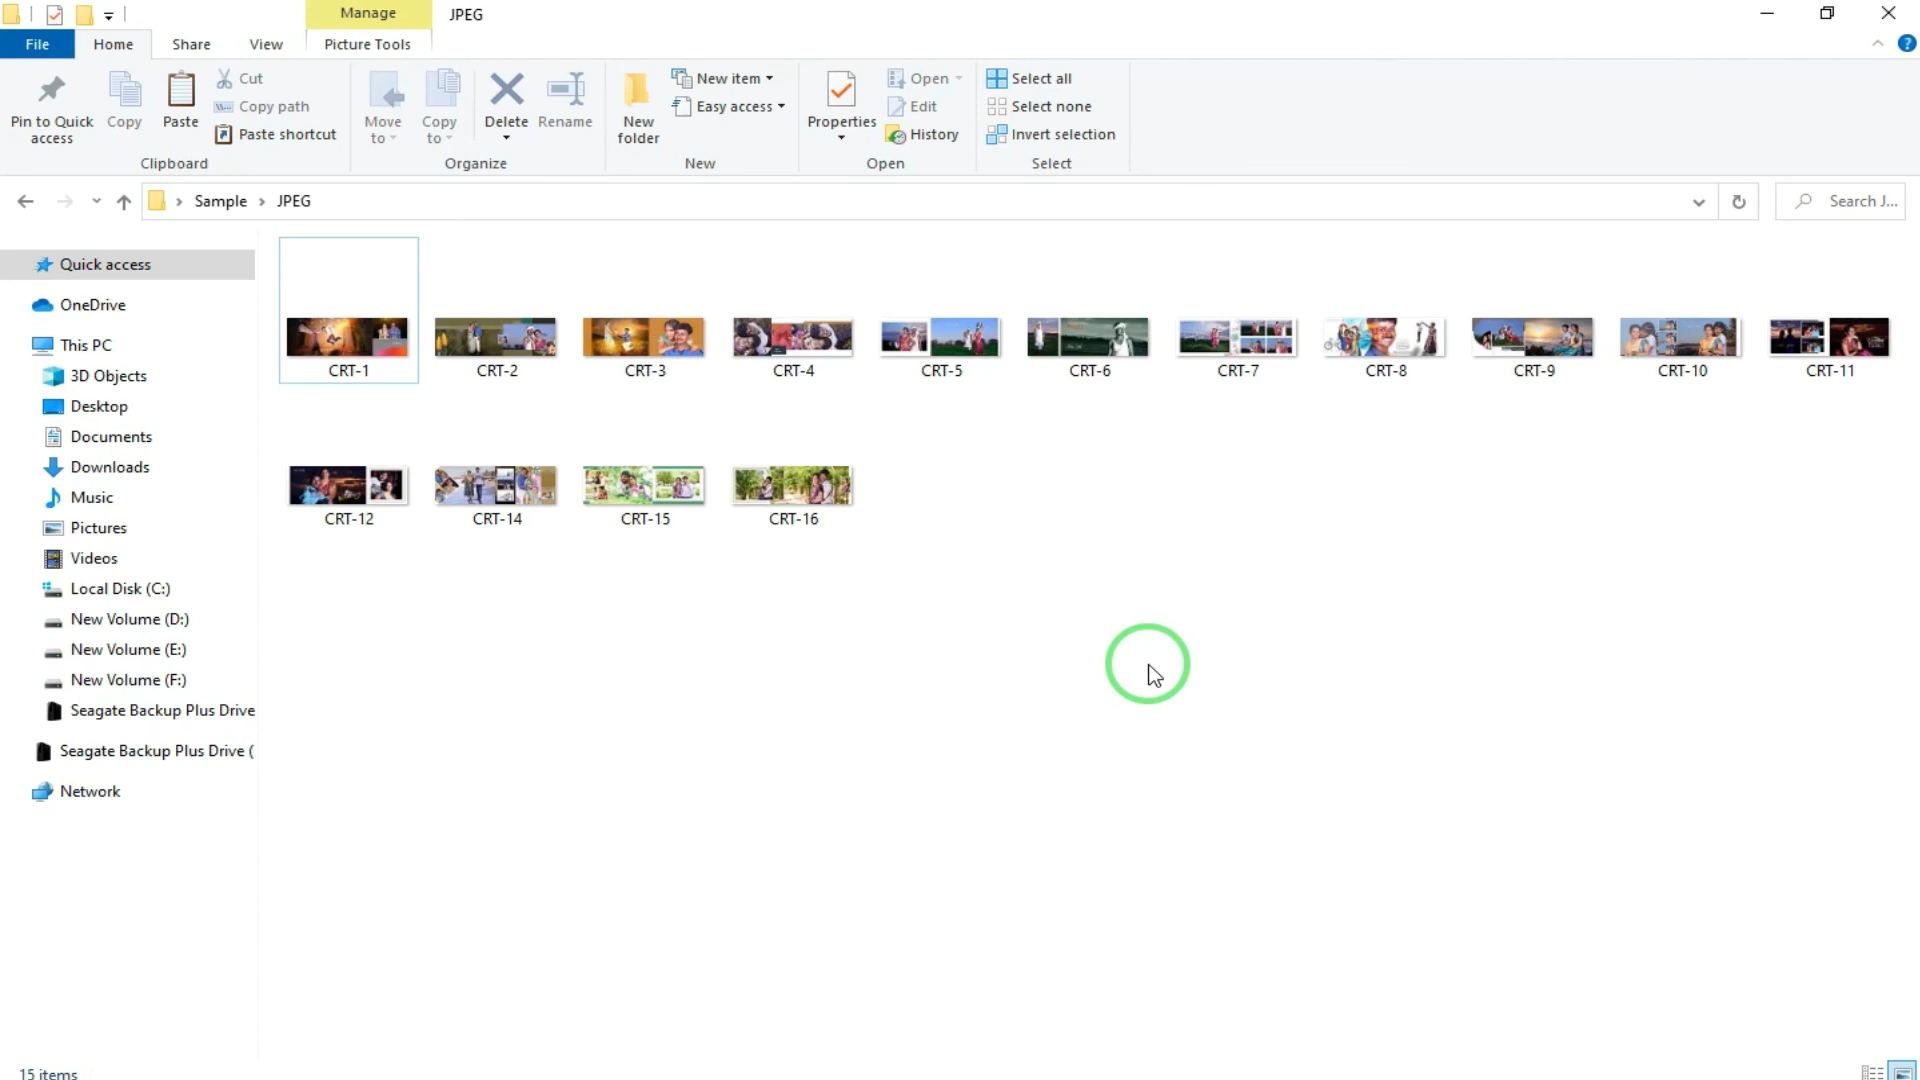 Manage
JPEG
File
Home
Share
View
Picture Tools
Pin to Quick
access
Copy
Paste
Cut
Copy path
Paste shortcut
Clipboard
Move
to
Copy
to
Delete
Rename
Organize
New
folder
New item
Easy access
New
Properties
Open
Edit
History
Open
Select all
Select none
Invert selection
Select
Sample
JPEG
Search J...
Quick access
OneDrive
This PC
3D Objects
Desktop
Documents
Downloads
Music
Pictures
Videos
Local Disk (C:)
New Volume (D:)
New Volume (E:)
New Volume (F:)
Seagate Backup Plus Drive
Seagate Backup Plus Drive (
Network
CRT-1
CRT-2
CRT-3
CRT-4
CRT-5
CRT-6
CRT-7
CRT-8
CRT-9
CRT-10
CRT-11
CRT-12
CRT-14
CRT-15
CRT-16
15 items